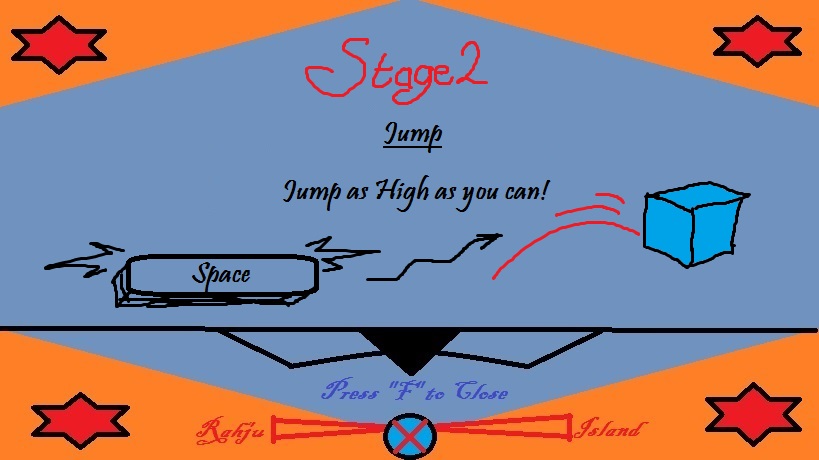 Stage2
Jump
Jump as High as you can!
Space
Press "F" to Close
Rahju Island